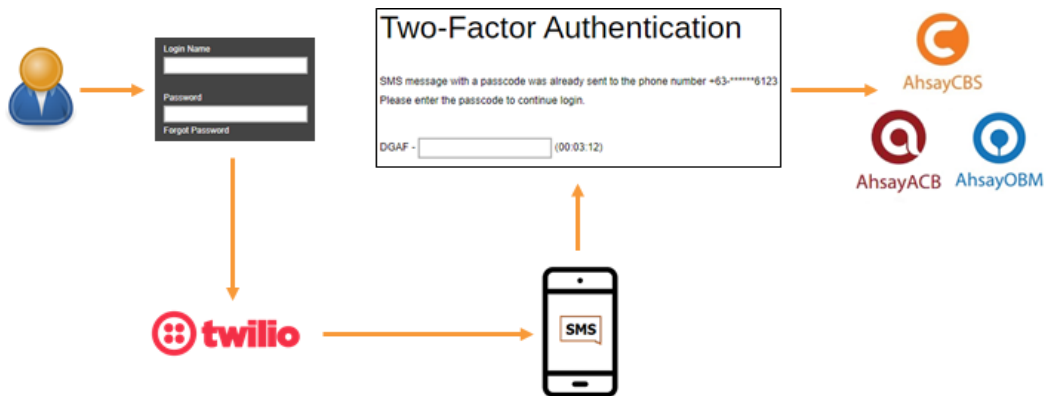 Login Name
Password
Forgot Password
Two-Factor Authentication
SMS message with a passcode was already sent to the phone number +63-******6123
Please enter the passcode to continue login.
DGAF - (00:03:12)
AhsayCBS
AhsayACB AhsayOBM
twilio
SMS